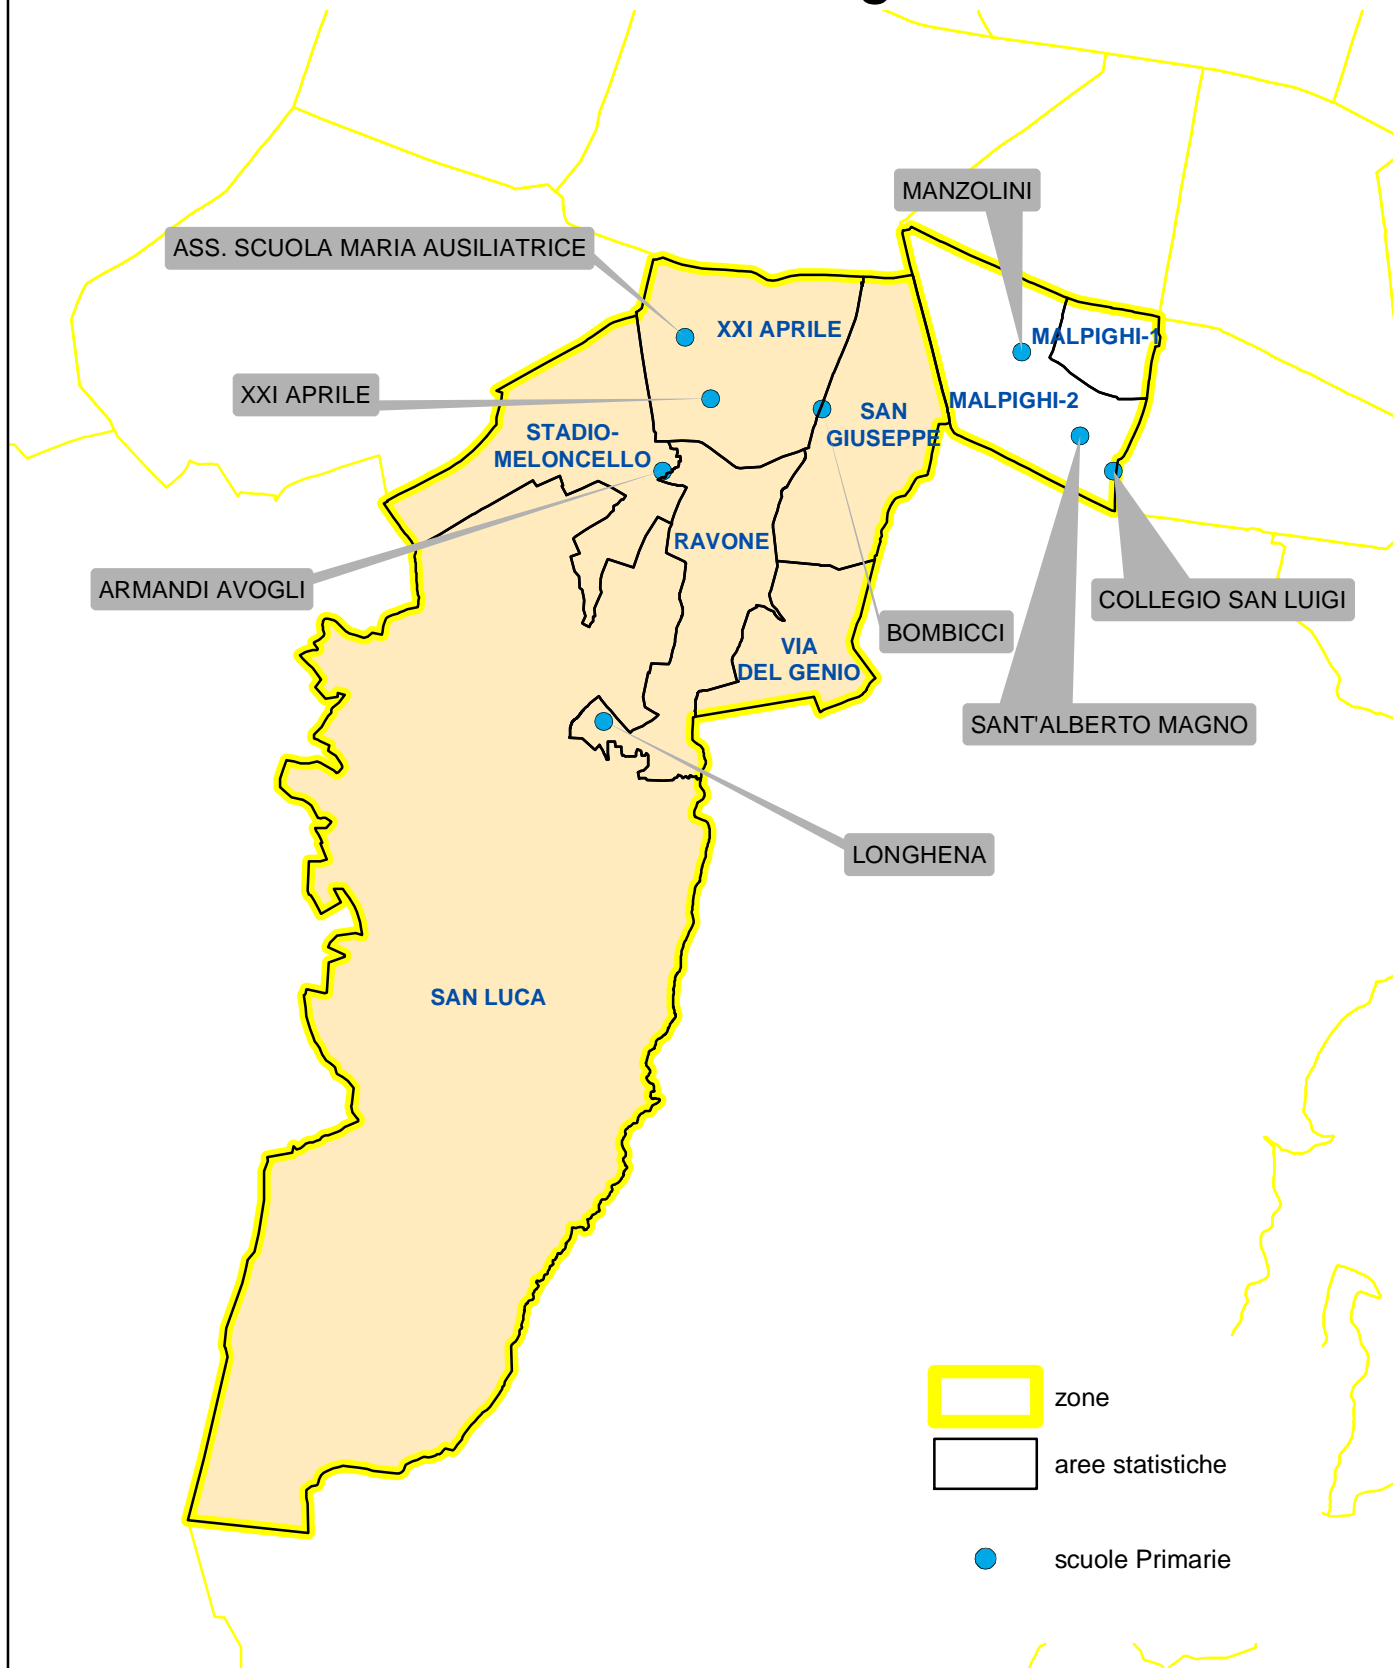 MANZOLINI
ASS. SCUOLA MARIA AUSILIATRICE
XXI APRILE
MALPIGHI-1
XXI APRILE
MALPIGHI-2
SAN
GIUSEPPE
STADIO-
MELONCELLO
RAVONE
ARMANDI AVOGLI
COLLEGIO SAN LUIGI
BOMBICCI
VIA
DEL GENIO
SANT'ALBERTO MAGNO
LONGHENA
SAN LUCA
zone
aree statistiche
scuole Primarie